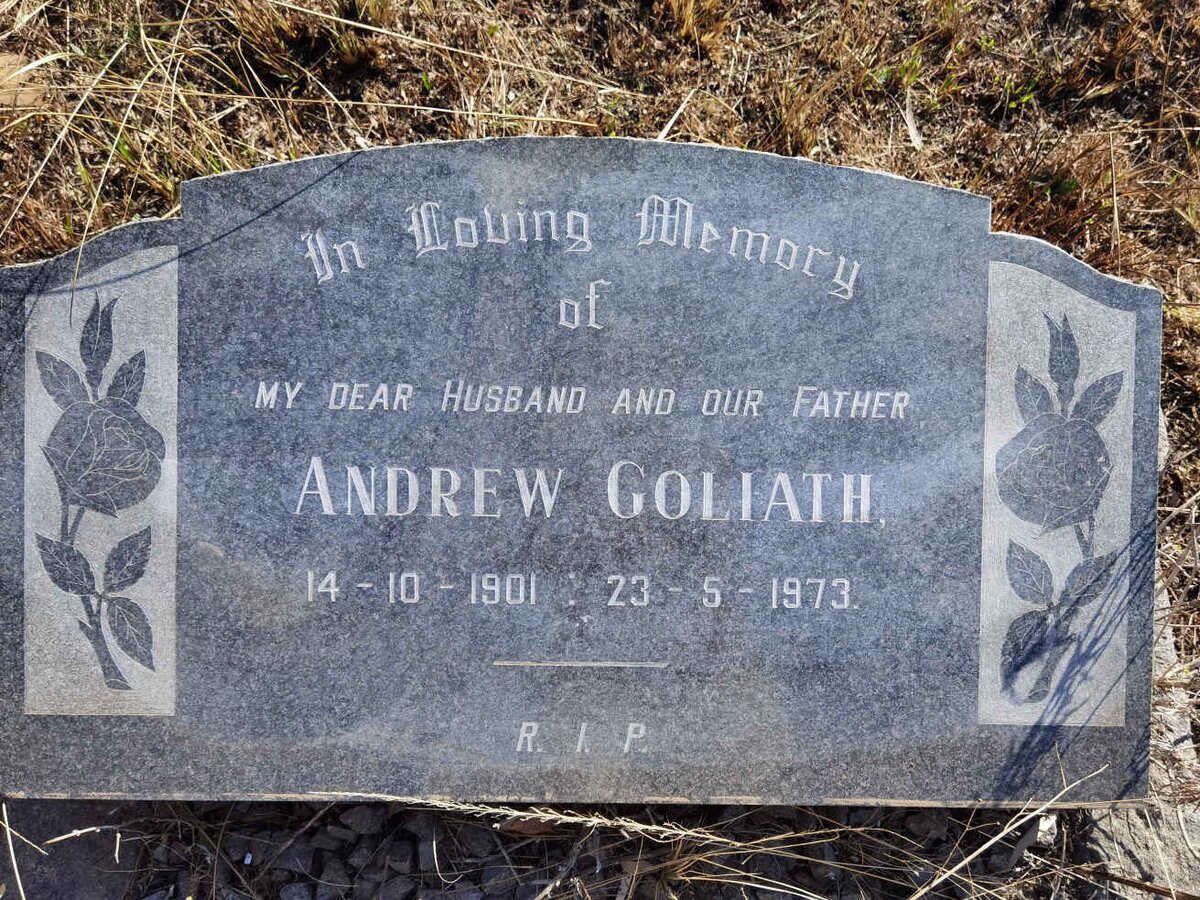 In Loving Memory
of
MY DEAR HUSBAND AND OUR FATHER
ANDREW GOLIATH,
14 - 10 - 1901 : 23 - 5 - 1973.
R. I. P.